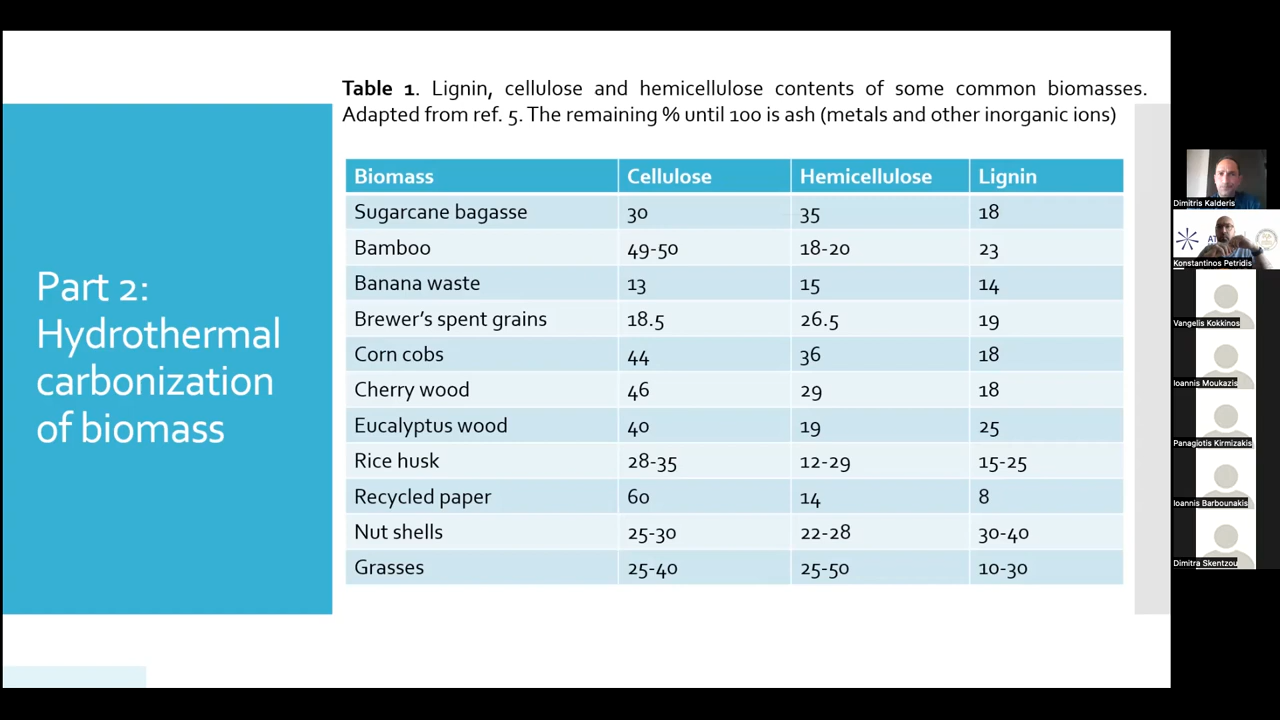 Table 1. Lignin, cellulose and hemicellulose contents of some common biomasses.
Adapted from ref. 5. The remaining % until 100 is ash (metals and other inorganic ions)
Part 2:
Hydrothermal
carbonization
of biomass
Biomass Cellulose Hemicellulose Lignin
Sugarcane bagasse 30 35 18
Bamboo 49-50 18-20 23
Banana waste 13 15 14
Brewer’s spent grains 18.5 26.5 19
Corn cobs 44 36 18
Cherry wood 46 29 18
Eucalyptus wood 40 19 25
Rice husk 28-35 12-29 15-25
Recycled paper 60 14 8
Nut shells 25-30 22-28 30-40
Grasses 25-40 25-50 10-30
Dimitris Kalderis
Konstantinos Petridis
Vangelis Kokkinos
Ioannis Moukazis
Panagiotis Kirmizakis
Ioannis Barbounakis
Dimitra Skentzou